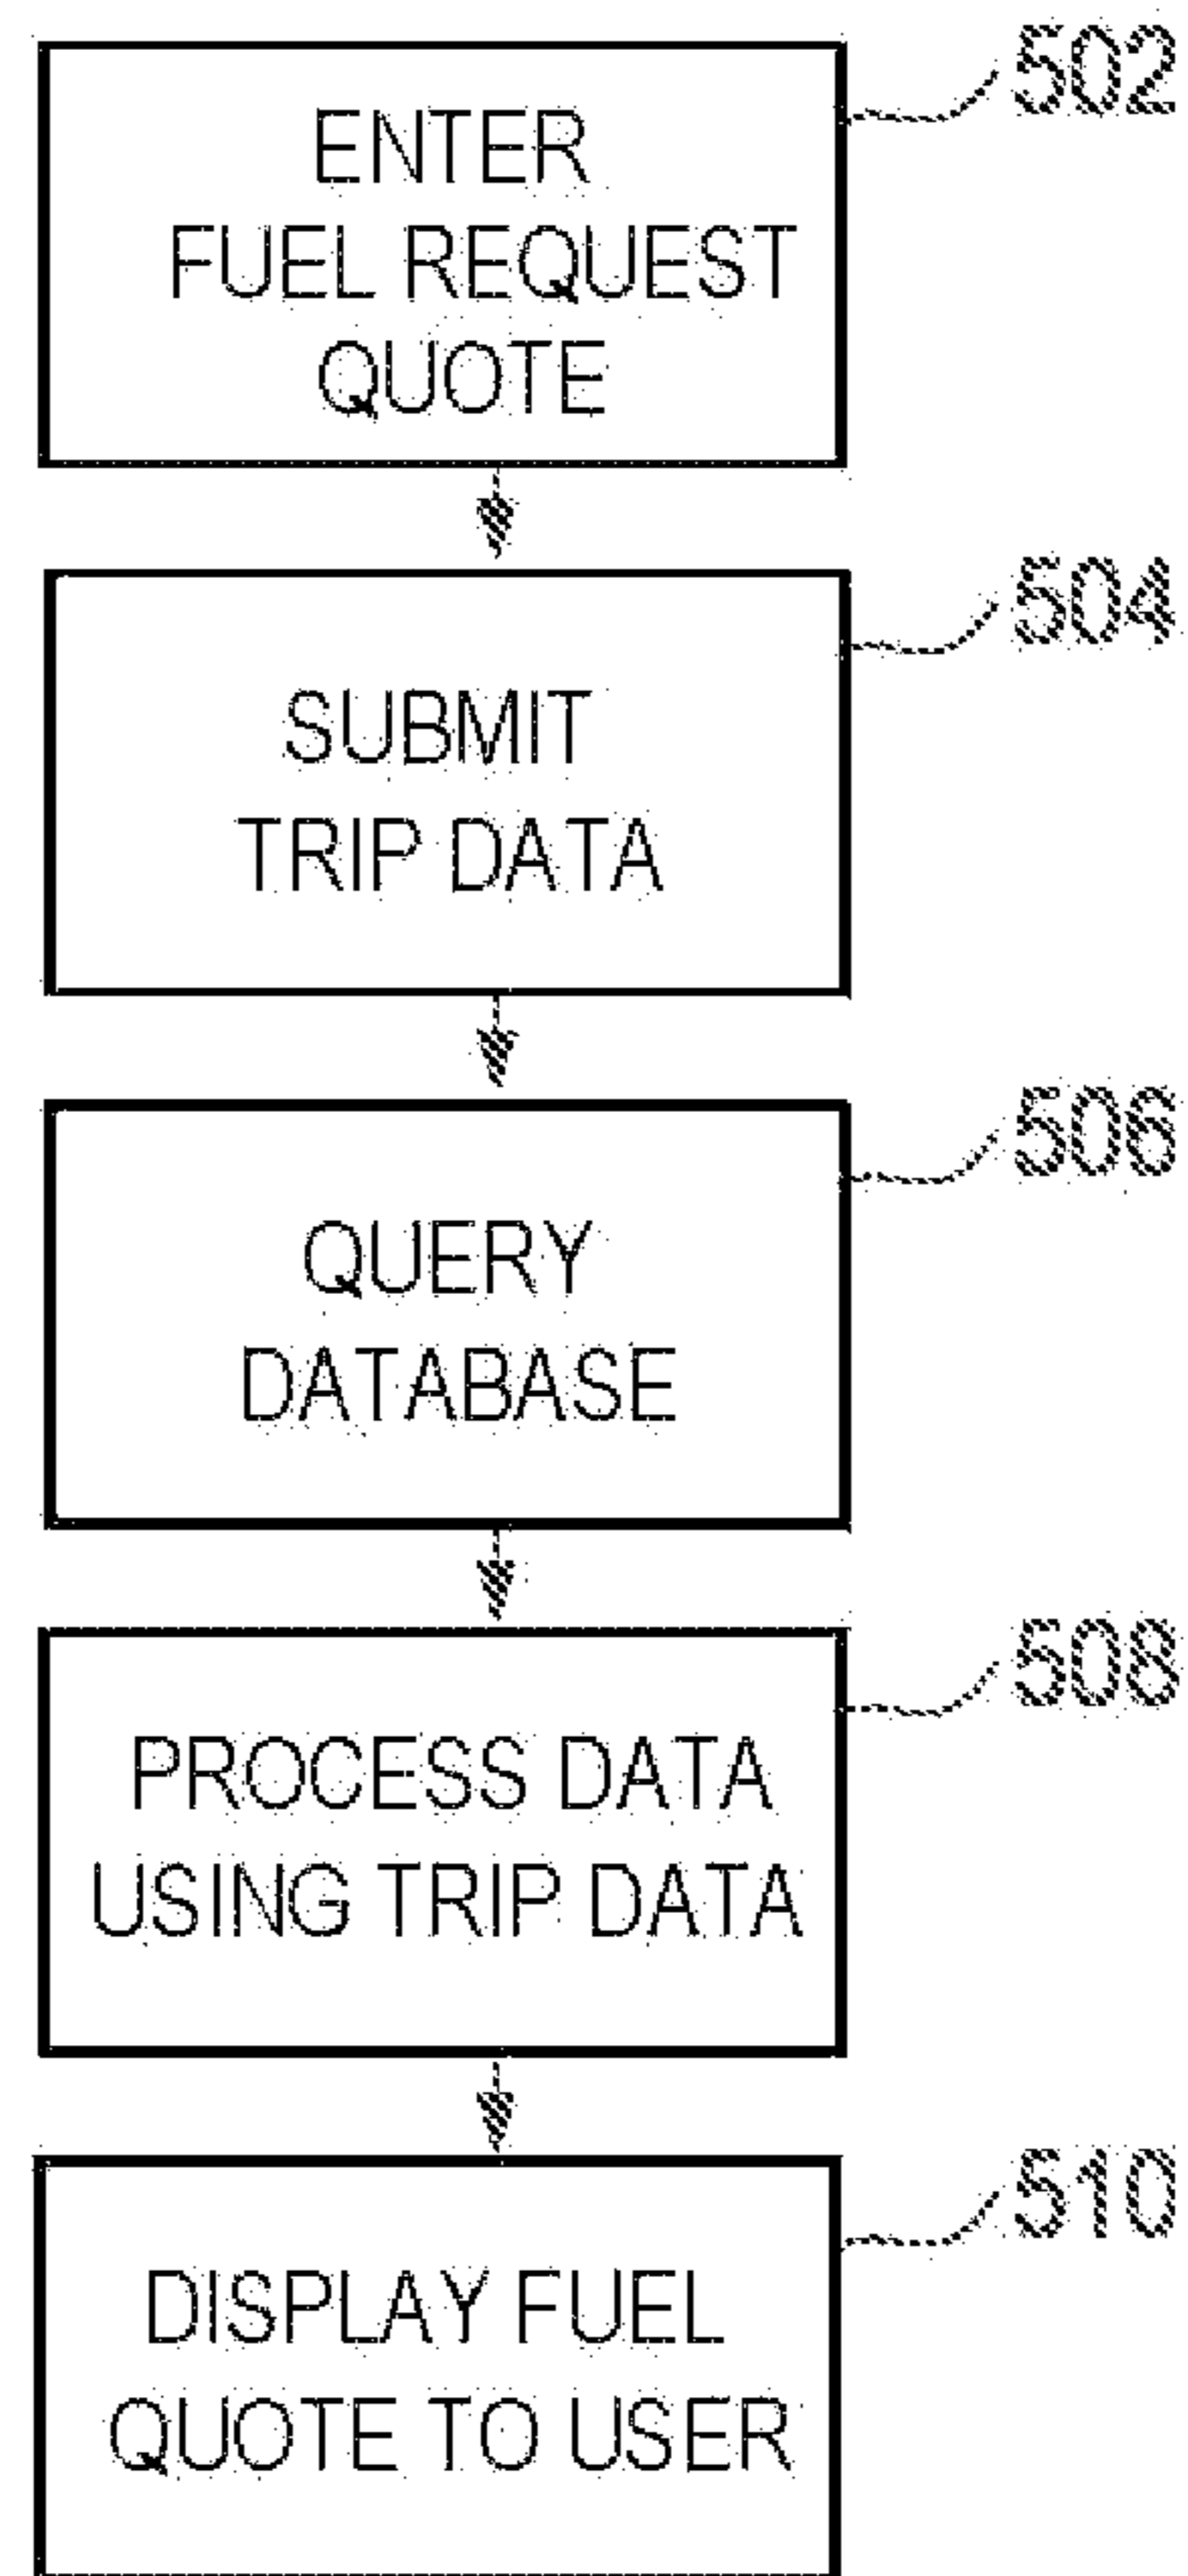 502
ENTER
FUEL REQUEST
QUOTE
504
SUBMIT
TRIP DATA
506
QUERY
DATABASE
508
PROCESS DATA
USING TRIP DATA
510
DISPLAY FUEL
QUOTE TO USER